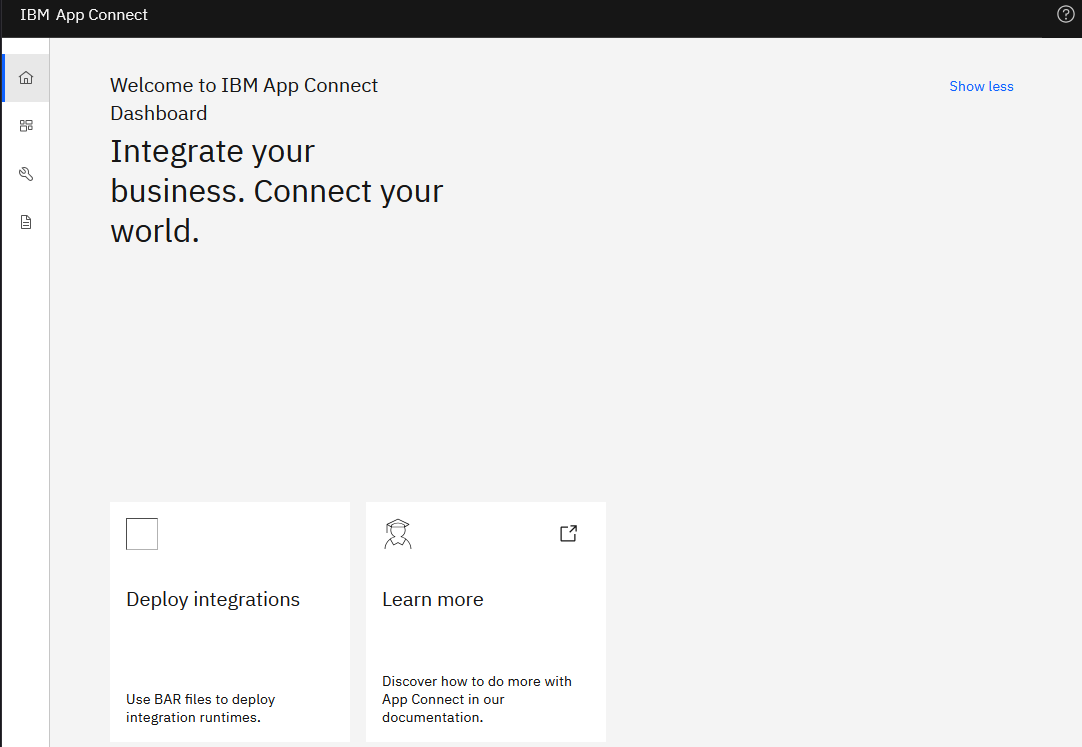 IBM App Connect
Welcome to IBM App Connect
Dashboard
Show less
Integrate your
business. Connect your
world.
Deploy integrations
Use BAR files to deploy
integration runtimes.
Learn more
Discover how to do more with
App Connect in our
documentation.